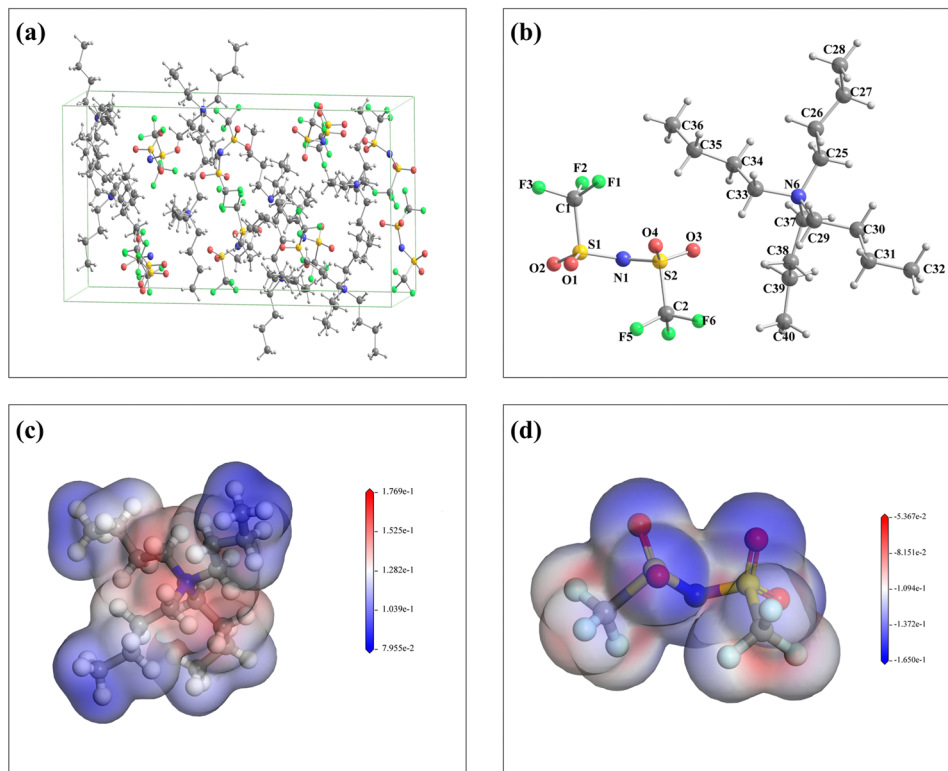 (a)
(b)
C28
C27
C26
C36
C35
C25
C34
F2
F3
F1
C33
N6
C1
C37
C30
O4
C29
S1
O3
C38
C31
O2
C32
O1
N1
S2
C39
C2
F6
F5
C40
(c)
(d)
1.769e-1
1.525e-1
1.282e-1
1.039e-1
7.955e-2
-5.367e-2
-8.151e-2
-1.094e-1
-1.372e-1
-1.650e-1